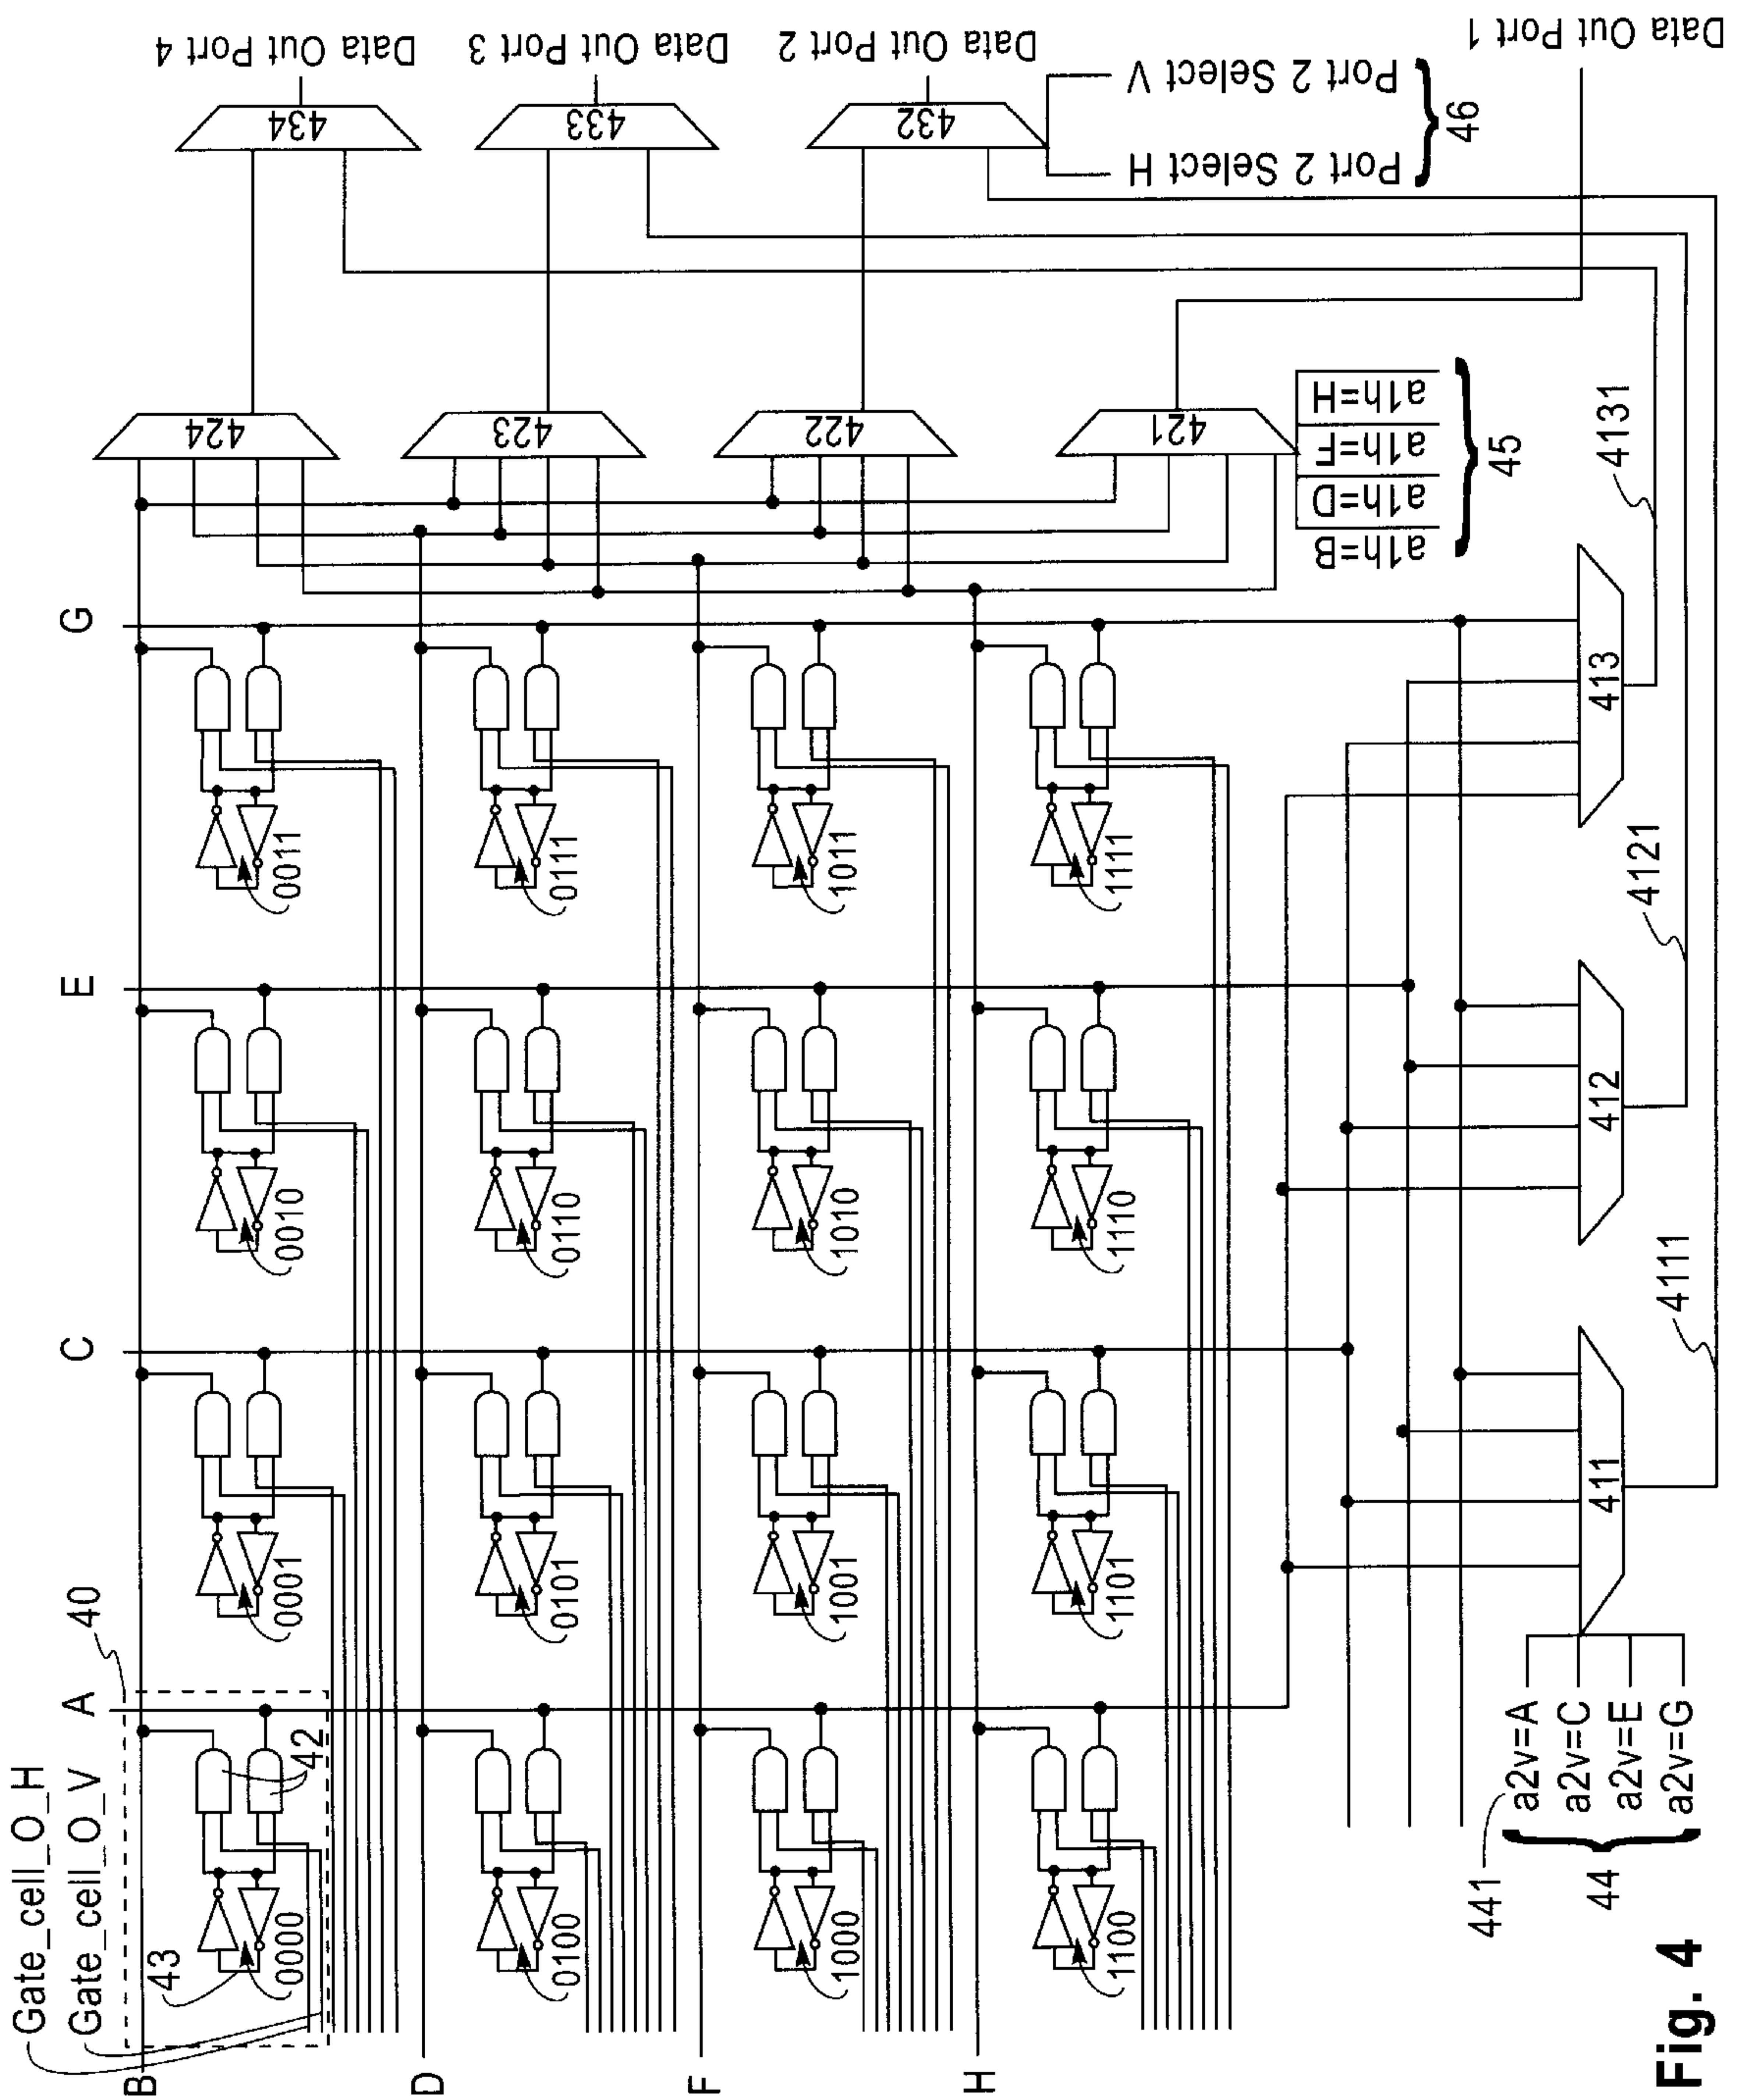 Gate_cell_O_H
Gate_cell_O_V
40
A
C
E
G
B
D
F
H
43
42
0000
0001
0010
0011
0100
0101
0110
0111
1000
1001
1010
1011
1100
1101
1110
1111
424
423
422
421
434
433
432
Data Out Port 4
Data Out Port 3
Data Out Port 2
Data Out Port 1
Port 2 Select V
Port 2 Select H
46
a1h=H
a1h=F
a1h=D
a1h=B
45
411
412
413
4111
4121
4131
441
a2v=A
a2v=C
a2v=E
a2v=G
44
Fig. 4